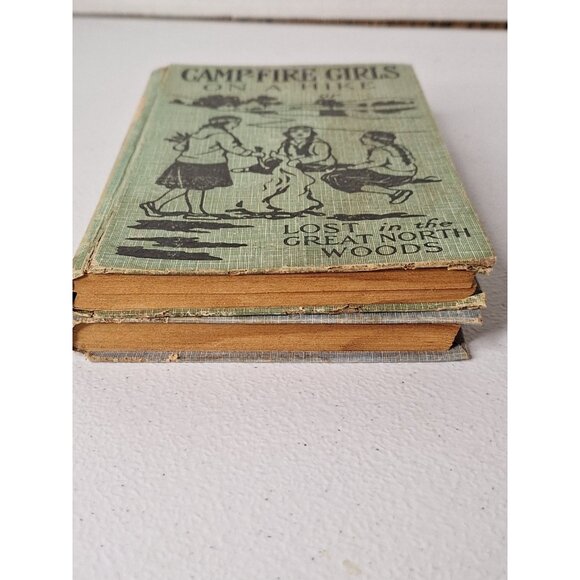 CAMP-FIRE GIRLS
ON A HIKE
LOST in the
GREAT NORTH
WOODS